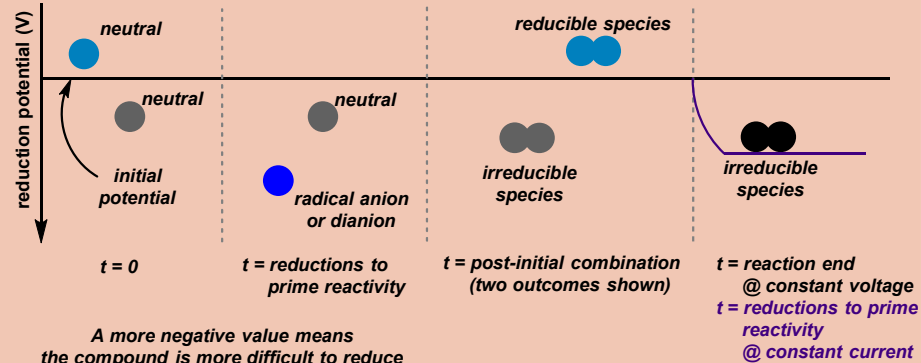 reduction potential (V)
neutral
neutral
initial
potential
t = 0
neutral
radical anion
or dianion
t = reductions to
prime reactivity
reducible species
irreducible
species
t = post-initial combination
(two outcomes shown)
irreducible
species
t = reaction end
@ constant voltage
t = reductions to prime
reactivity
@ constant current
A more negative value means
the compound is more difficult to reduce